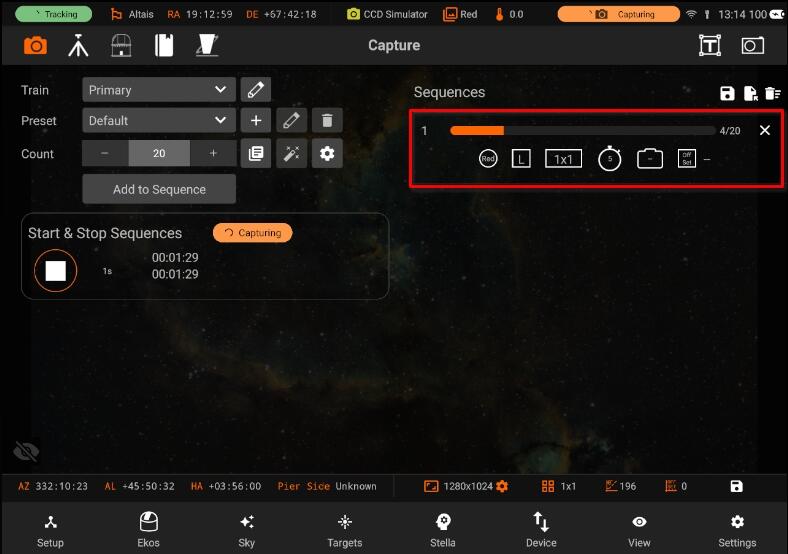 Tracking Altais RA 19:12:59 DE +67:42:18 CCD Simulator Red 0.0 Capturing 13:14 100
Capture
Train Primary
Preset Default
Count - 20 +
Add to Sequence
Start & Stop Sequences Capturing
1s
00:01:29
00:01:29
Sequences
1 4/20
Red L 1x1 5 - Off Set -
AZ 332:10:23 AL +45:50:32 HA +03:56:00 Pier Side Unknown 1280x1024 1x1 196 0
Setup Ekos Sky Targets Stella Device View Settings